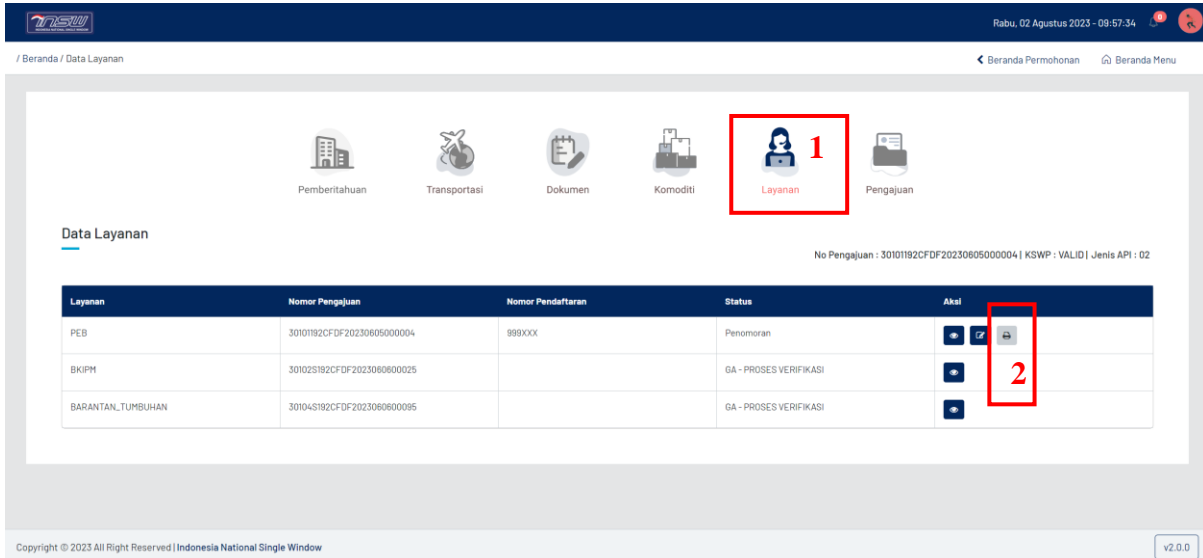 INSW
Rabu, 02 Agustus 2023 - 09:57:34
0
/ Beranda / Data Layanan
Beranda Permohonan
Beranda Menu
1
Pemberitahuan
Transportasi
Dokumen
Komoditi
Layanan
Pengajuan
Data Layanan
No Pengajuan : 30101192CFDF20230605000004 | KSWP : VALID | Jenis API : 02
Layanan Nomor Pengajuan Nomor Pendaftaran Status Aksi
PEB 30101192CFDF20230605000004 999XXX Penomoran
BKIPM 30102S192CFDF2023060600025 GA - PROSES VERIFIKASI
2
BARANTAN_TUMBUHAN 30104S192CFDF2023060600095 GA - PROSES VERIFIKASI
Copyright © 2023 All Right Reserved | Indonesia National Single Window
v2.0.0